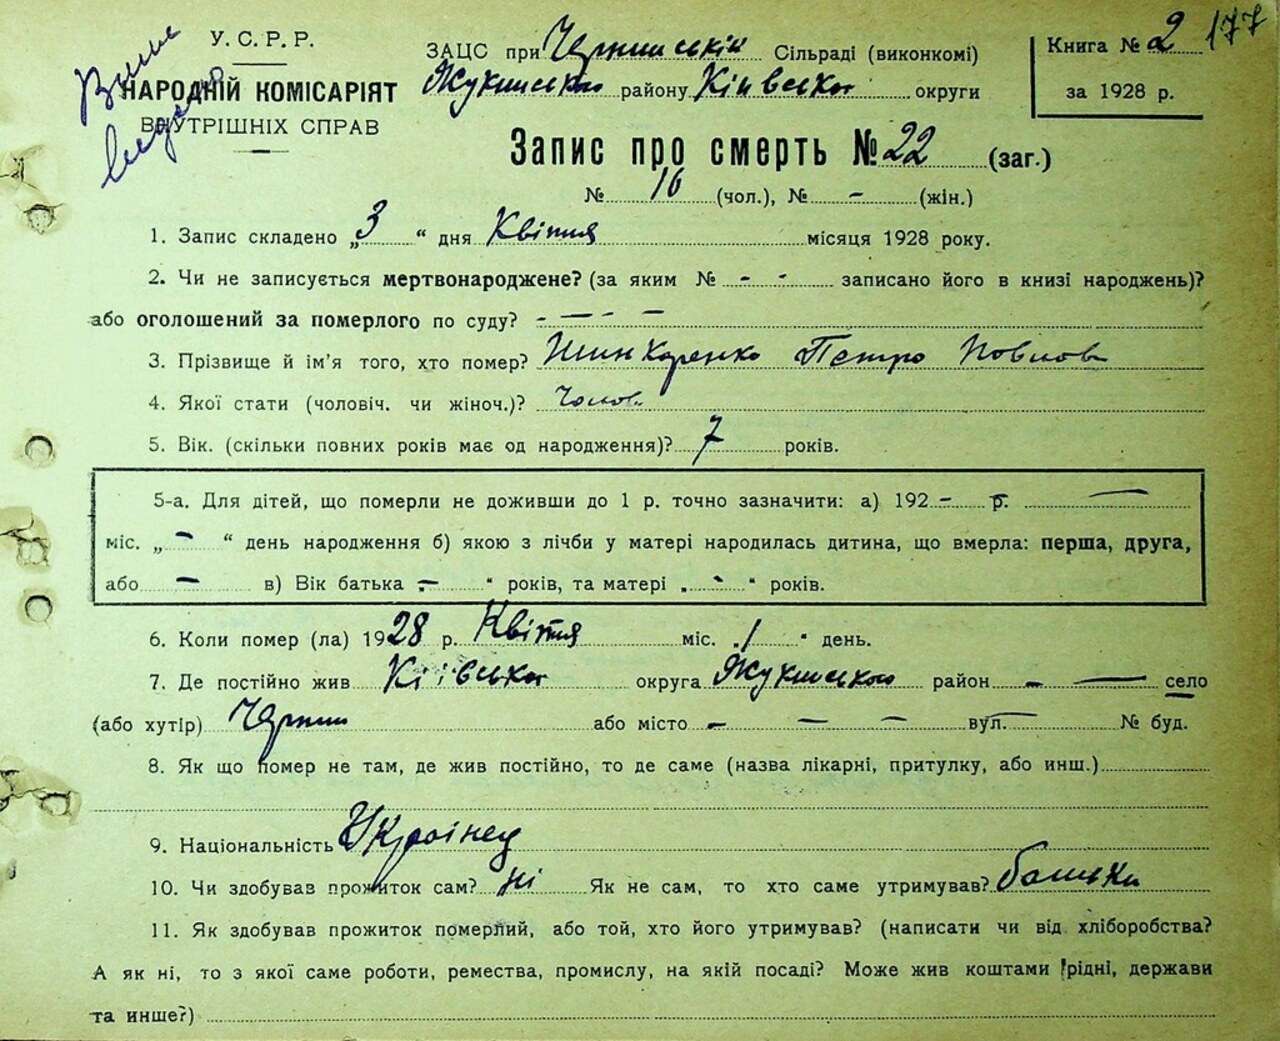 У.С.Р.Р.
НАРОДНІЙ КОМІСАРІЯТ
ВНУТРІШНІХ СПРАВ
ЗАЦС при Сільраді (виконкомі)
району Київської округи
Книга № 2 177
за 1928 р.
Запис про смерть № 22 (заг.)
№ 16 (чол.), № - (жін.)
1. Запис складено „3“ дня Квітня місяця 1928 року.
2. Чи не записується мертвонароджене? (за яким № - - записано його в книзі народжень)?
або оголошений за померлого по суду? - — - —
3. Прізвище й ім'я того, хто помер? Шинкаренко Петро Павлов
4. Якої статі (чоловіч. чи жіноч.)? Чолов.
5. Вік. (скільки повних років має од народження)? 7 років.
5-а. Для дітей, що померли не доживши до 1 р. точно зазначити: а) 192 - р. —
міс. „ - “ день народження б) якою з лічби у матері народилась дитина, що вмерла: перша, друга,
або - в) Вік батька - “ років, та матері „ - “ років.
6. Коли помер (ла) 1928 р. Квітня міс. „1“ день.
7. Де постійно жив Київської округа район - — село
(або хутір) або місто - — - вул. — № буд.
8. Як що помер не там, де жив постійно, то де саме (назва лікарні, притулку, або инш.)
9. Національність Українец
10. Чи здобував прожиток сам? ні Як не сам, то хто саме утримував? батьки
11. Як здобував прожиток померлий, або той, хто його утримував? (написати чи від хліборобства?
А як ні, то з якої саме роботи, ремества, промислу, на якій посаді? Може жив коштами рідні, держави
та инше?)